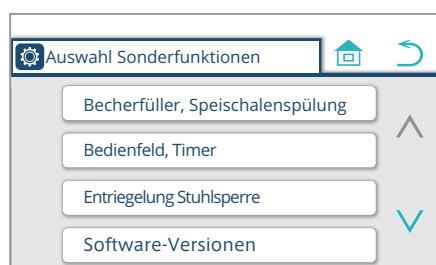 Auswahl Sonderfunktionen
Becherfüller, Speischalenspülung
Bedienfeld, Timer
Entriegelung Stuhlsperre
Software-Versionen